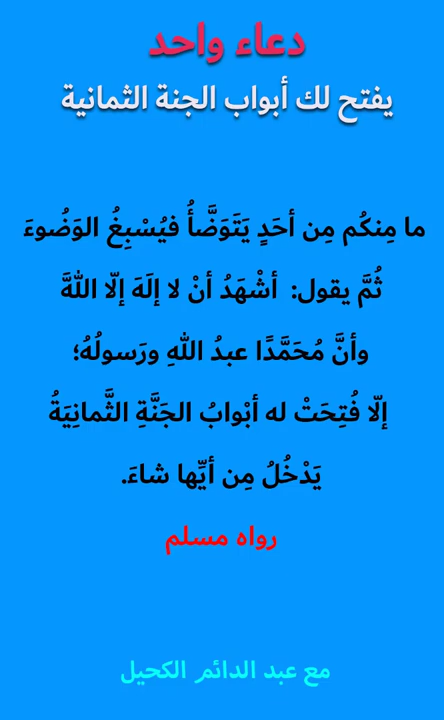 دعاء واحد
يفتح لك أبواب الجنة الثمانية
ما مِنكُم مِن أحَدٍ يَتَوَضَّأُ فيُسْبِغُ الوَضُوءَ
ثُمَّ يقول: أشْهَدُ أنْ لا إلَهَ إلّا اللَّهَ
وأنَّ مُحَمَّدًا عبدُ اللهِ ورَسولُهُ؛
إلّا فُتِحَتْ له أبْوابُ الجَنَّةِ الثَّمانِيَةُ
يَدْخُلُ مِن أيِّها شاءَ.
رواه مسلم
مع عبد الدائم الكحيل